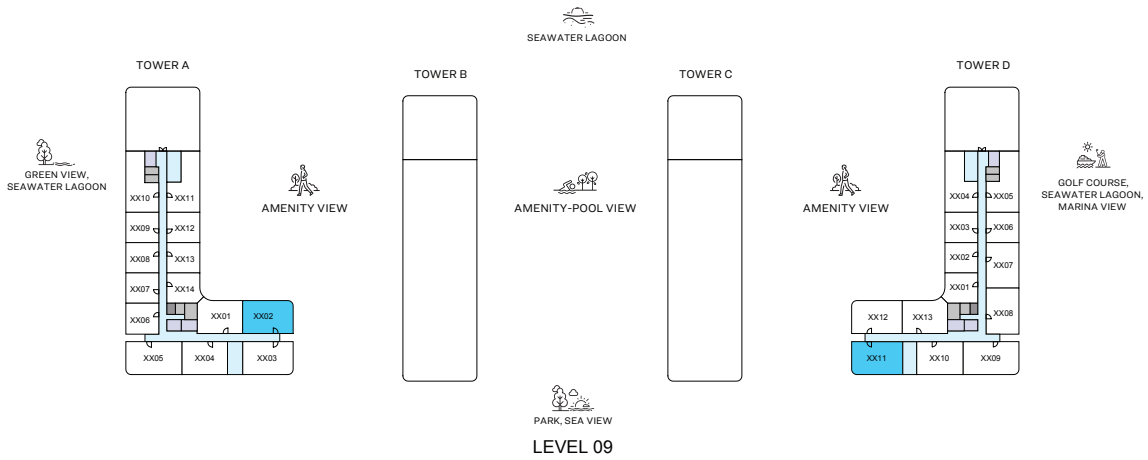 SEAWATER LAGOON
TOWER A
TOWER B
TOWER C
TOWER D
GREEN VIEW,
SEAWATER LAGOON
AMENITY VIEW
AMENITY-POOL VIEW
AMENITY VIEW
GOLF COURSE,
SEAWATER LAGOON,
MARINA VIEW
XX10 XX11
XX09 XX12
XX08 XX13
XX07 XX14
XX06 XX01 XX02
XX05 XX04 XX03
XX04 XX05
XX03 XX06
XX02 XX07
XX01
XX12 XX13 XX08
XX11 XX10 XX09
PARK, SEA VIEW
LEVEL 09